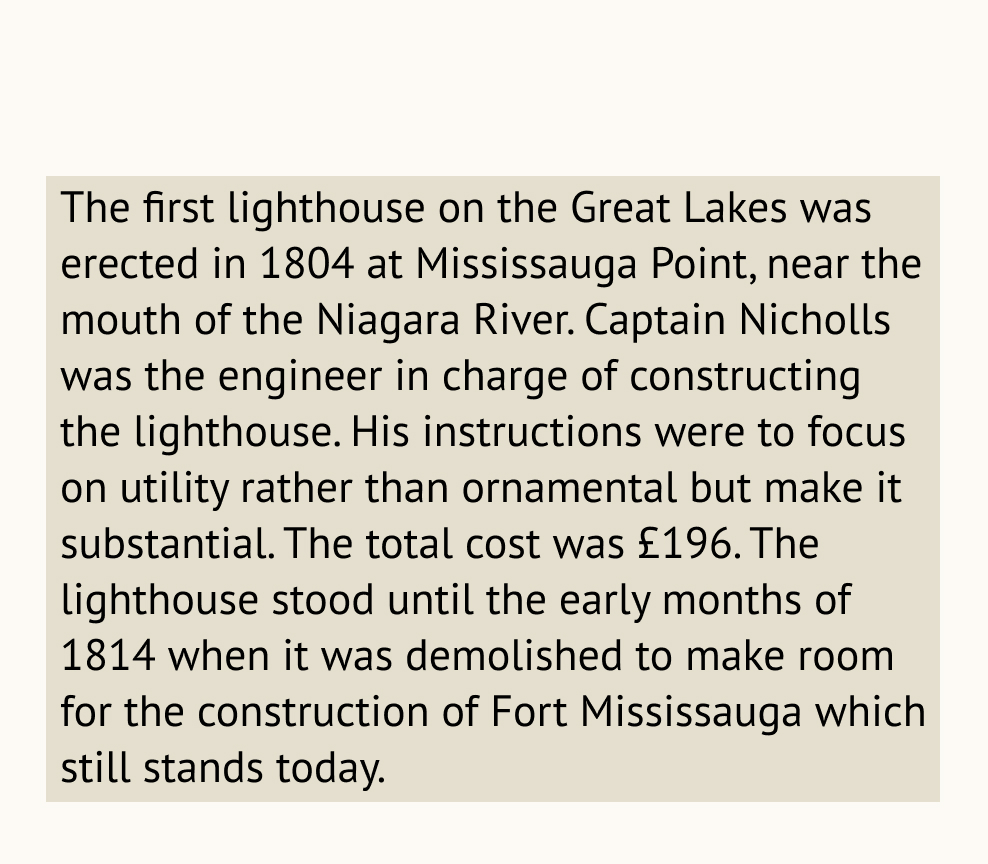 The first lighthouse on the Great Lakes was
erected in 1804 at Mississauga Point, near the
mouth of the Niagara River. Captain Nicholls
was the engineer in charge of constructing
the lighthouse. His instructions were to focus
on utility rather than ornamental but make it
substantial. The total cost was £196. The
lighthouse stood until the early months of
1814 when it was demolished to make room
for the construction of Fort Mississauga which
still stands today.